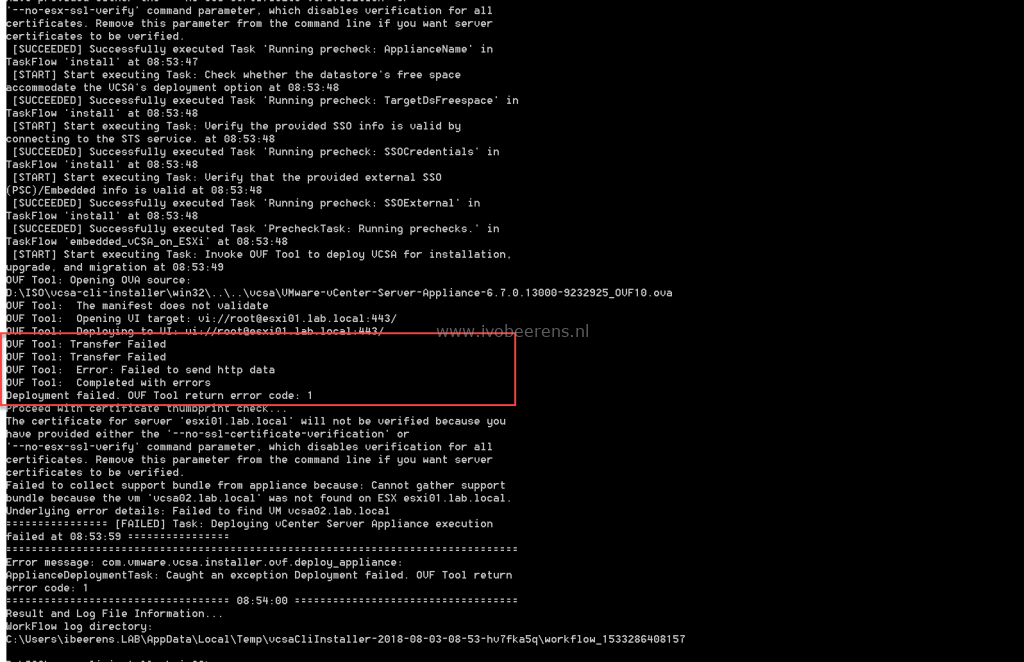 '--no-esx-ssl-verify' command parameter, which disables verification for all
certificates. Remove this parameter from the command line if you want server
certificates to be verified.
 [SUCCEEDED] Successfully executed Task 'Running precheck: ApplianceName' in
TaskFlow 'install' at 08:53:47
 [START] Start executing Task: Check whether the datastore's free space
accommodate the VCSA's deployment option at 08:53:48
 [SUCCEEDED] Successfully executed Task 'Running precheck: TargetDsFreespace' in
TaskFlow 'install' at 08:53:48
 [START] Start executing Task: Verify the provided SSO info is valid by
connecting to the STS service. at 08:53:48
 [SUCCEEDED] Successfully executed Task 'Running precheck: SSOCredentials' in
TaskFlow 'install' at 08:53:48
 [START] Start executing Task: Verify that the provided external SSO
(PSC)/Embedded info is valid at 08:53:48
 [SUCCEEDED] Successfully executed Task 'Running precheck: SSOExternal' in
TaskFlow 'install' at 08:53:48
 [SUCCEEDED] Successfully executed Task 'PrecheckTask: Running prechecks.' in
TaskFlow 'embedded_vCSA_on_ESXi' at 08:53:48
 [START] Start executing Task: Invoke OVF Tool to deploy VCSA for installation,
upgrade, and migration at 08:53:49
OVF Tool: Opening OVA source:
D:\ISO\vcsa-cli-installer\win32\..\..\vcsa\VMware-vCenter-Server-Appliance-6.7.0.13000-9232925_OVF10.ova
OVF Tool:  The manifest does not validate
OVF Tool:  Opening VI target: vi://root@esxi01.lab.local:443/
OVF Tool:  Deploying to VI: vi://root@esxi01.lab.local:443/
www.ivobeerens.nl
OVF Tool: Transfer Failed
OVF Tool: Transfer Failed
OVF Tool:  Error: Failed to send http data
OVF Tool:  Completed with errors
Deployment failed. OVF Tool return error code: 1
Proceed with certificate thumbprint check...
The certificate for server 'esxi01.lab.local' will not be verified because you
have provided either the '--no-ssl-certificate-verification' or
'--no-esx-ssl-verify' command parameter, which disables verification for all
certificates. Remove this parameter from the command line if you want server
certificates to be verified.
Failed to collect support bundle from appliance because: Cannot gather support
bundle because the vm 'vcsa02.lab.local' was not found on ESX esxi01.lab.local.
Underlying error details: Failed to find VM vcsa02.lab.local
================ [FAILED] Task: Deploying vCenter Server Appliance execution
failed at 08:53:59 ================
================================================================================
Error message: com.vmware.vcsa.installer.ovf.deploy_appliance:
ApplianceDeploymentTask: Caught an exception Deployment failed. OVF Tool return
error code: 1
=================================== 08:54:00 ===================================
Result and Log File Information...
WorkFlow log directory:
C:\Users\ibeerens.LAB\AppData\Local\Temp\vcsaCliInstaller-2018-08-03-08-53-hv7fka5q\workflow_1533286408157